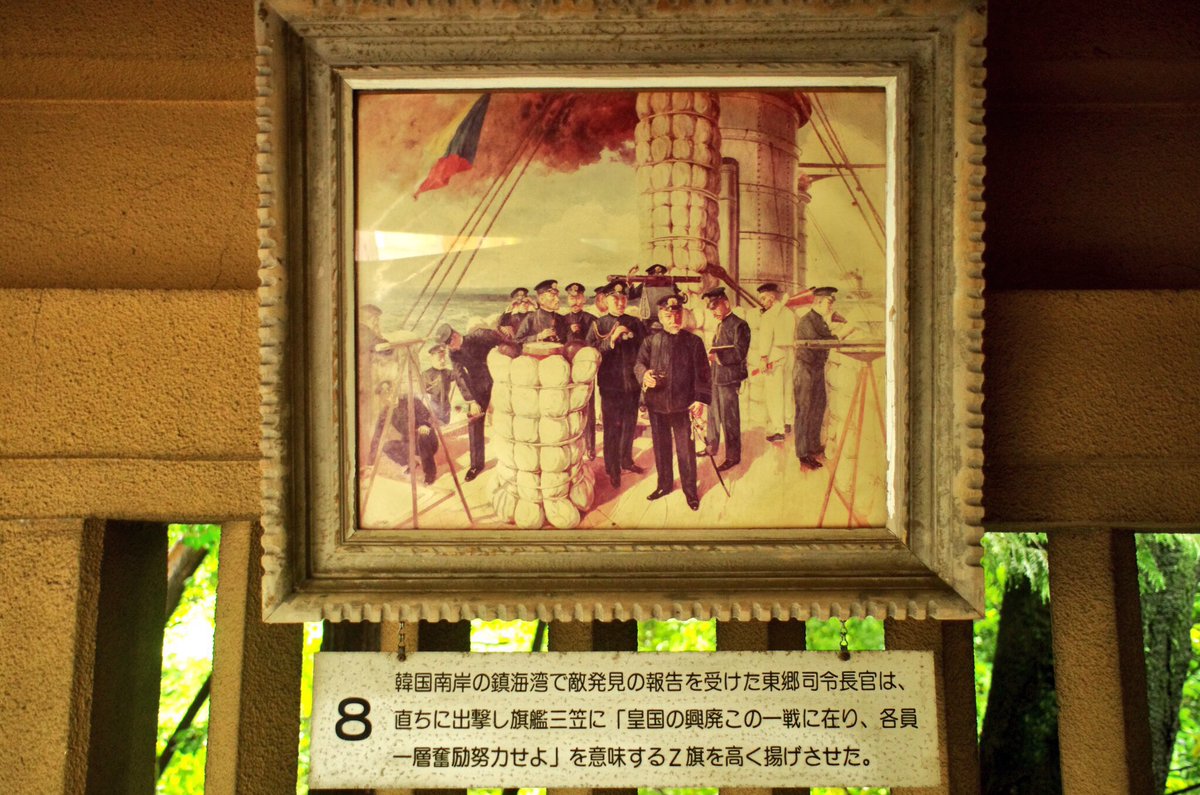 8
韓国南岸の鎮海湾で敵発見の報告を受けた東郷司令長官は、
直ちに出撃し旗艦三笠に「皇国の興廃この一戦に在り、各員
一層奮励努力せよ」を意味するZ旗を高く揚げさせた。